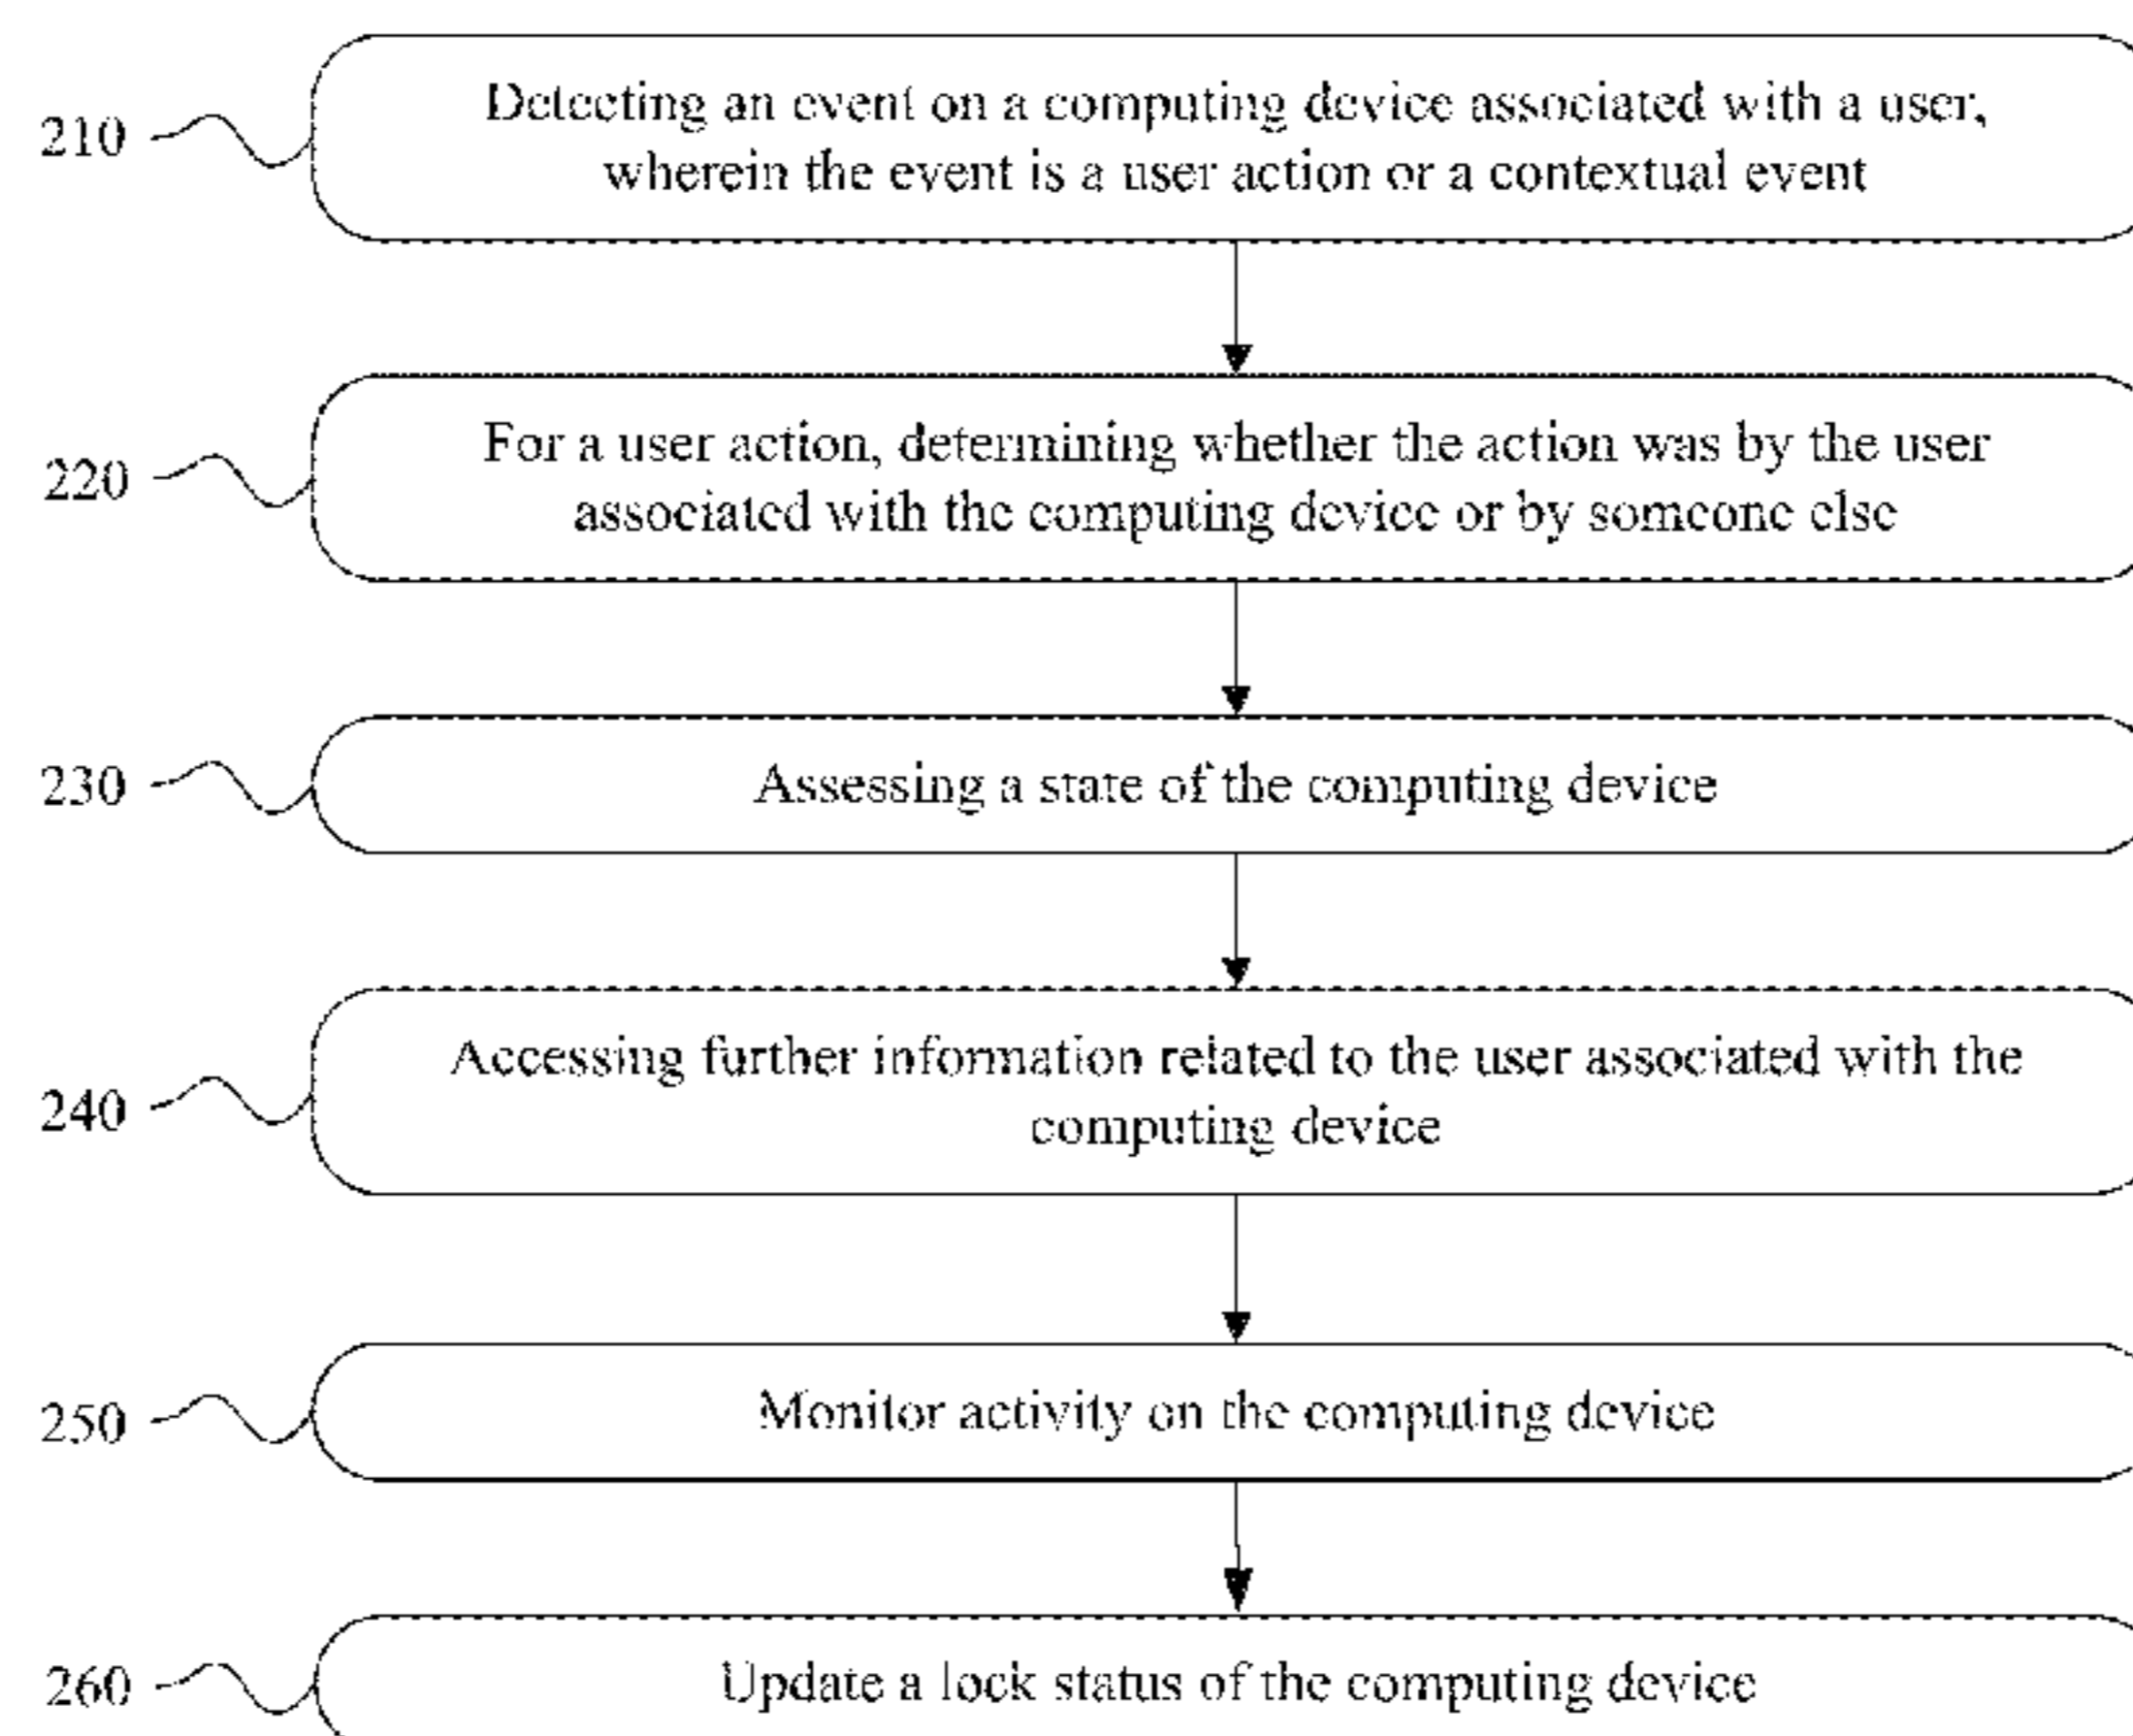 210
Detecting an event on a computing device associated with a user,
wherein the event is a user action or a contextual event
220
For a user action, determining whether the action was by the user
associated with the computing device or by someone else
230
Assessing a state of the computing device
240
Accessing further information related to the user associated with the
computing device
250
Monitor activity on the computing device
260
Update a lock status of the computing device